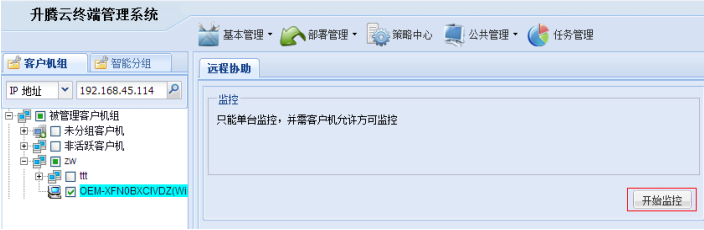 升腾云终端管理系统
基本管理 部署管理 策略中心 公共管理 任务管理
客户机组 智能分组
远程协助
IP 地址 192.168.45.114
监控
只能单台监控，并需客户机允许方可监控
被管理客户机组
未分组客户机
非活跃客户机
zw
ttt
OEM-XFN0BXCIVDZ(Wi
开始监控